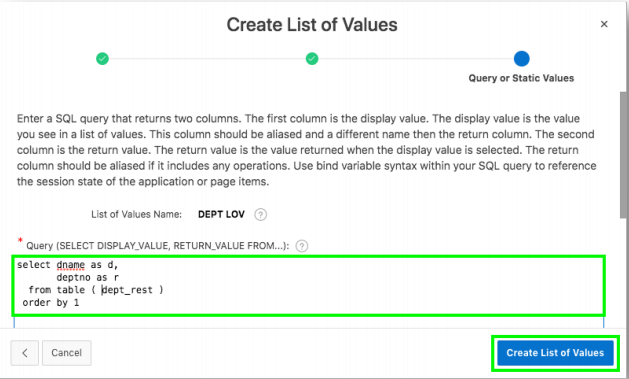 Create List of Values
×
Query or Static Values
Enter a SQL query that returns two columns. The first column is the display value. The display value is the value
you see in a list of values. This column should be aliased and a different name then the return column. The second
column is the return value. The return value is the value returned when the display value is selected. The return
column should be aliased if it includes any operations. Use bind variable syntax within your SQL query to reference
the session state of the application or page items.
List of Values Name: DEPT LOV ?
* Query (SELECT DISPLAY_VALUE, RETURN_VALUE FROM...): ?
select dname as d,
deptno as r
from table ( dept_rest )
order by 1
< Cancel Create List of Values